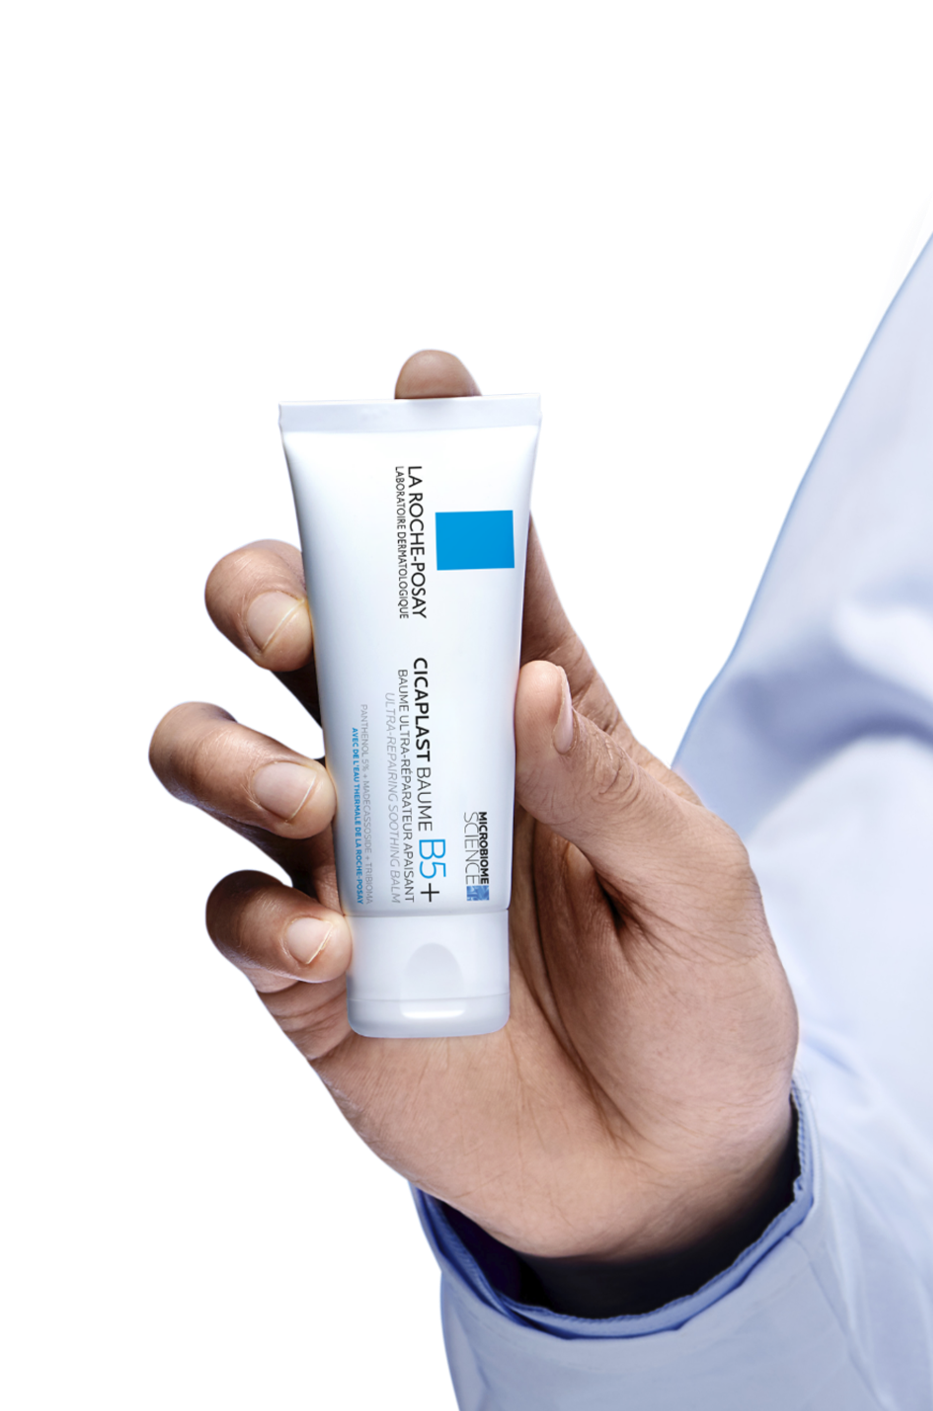 LA ROCHE-POSAY
LABORATOIRE DERMATOLOGIQUE
CICAPLAST BAUME B5+
BAUME ULTRA-RÉPARATEUR APAISANT
ULTRA-REPAIRING SOOTHING BALM
PANTHENOL 5% + MADECASSOSIDE + TRIBIOMA
AVEC DE L'EAU THERMALE DE LA ROCHE-POSAY
MICROBIOME
SCIENCE